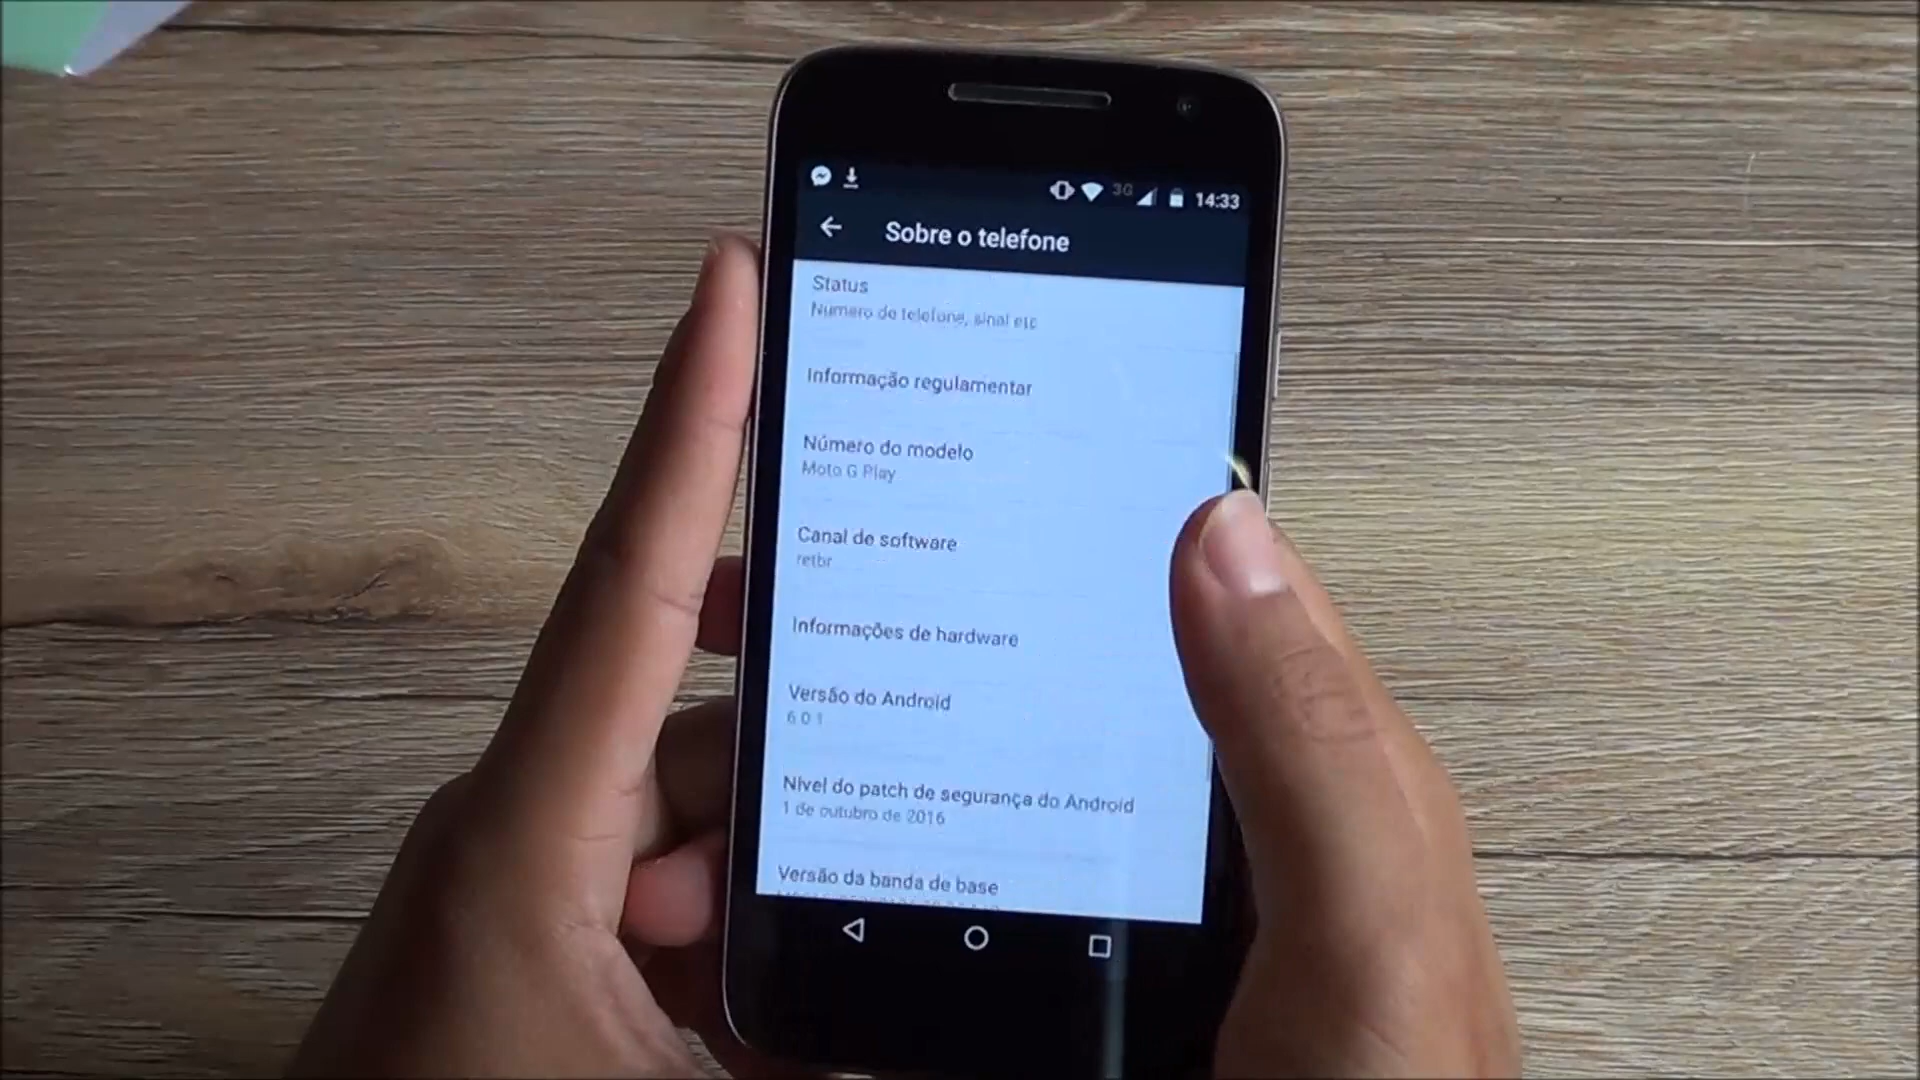 3G 14:33
Sobre o telefone
Status
Número de telefone, sinal etc
Informação regulamentar
Número do modelo
Moto G Play
Canal de software
retbr
Informações de hardware
Versão do Android
6.0.1
Nível do patch de segurança do Android
1 de outubro de 2016
Versão da banda de base